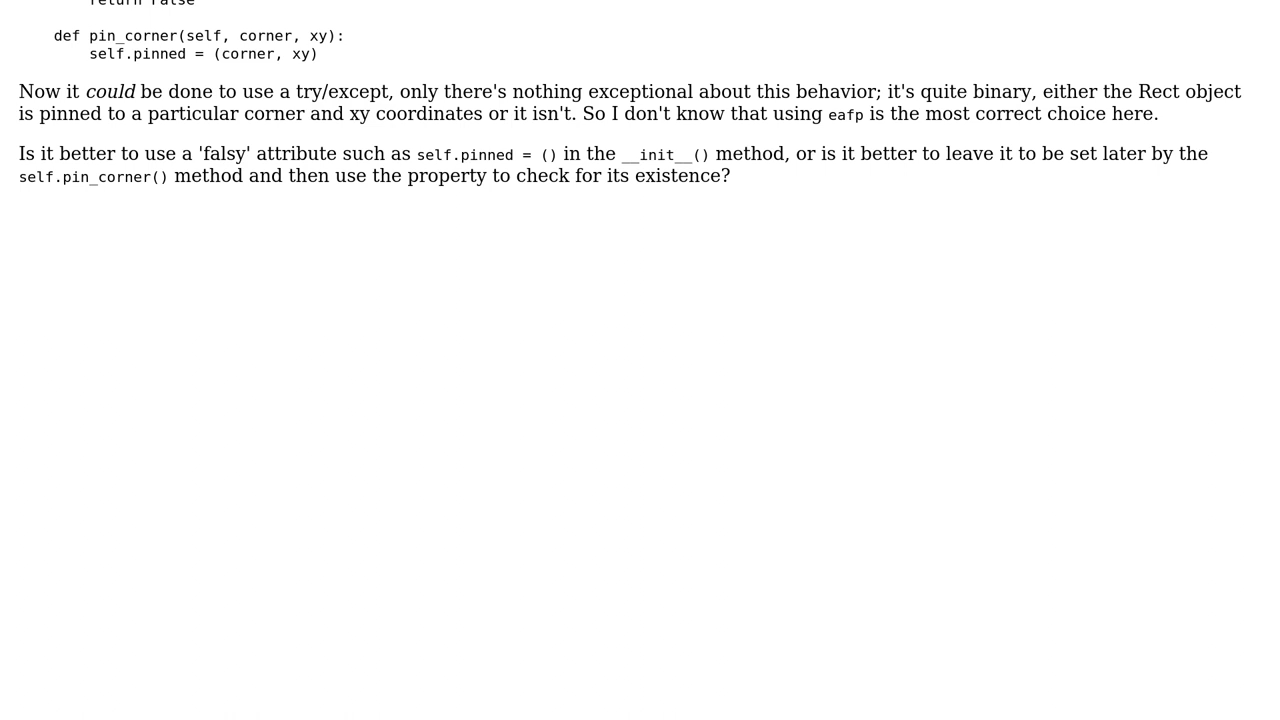 return False
def pin_corner(self, corner, xy):
self.pinned = (corner, xy)
Now it could be done to use a try/except, only there's nothing exceptional about this behavior; it's quite binary, either the Rect object
is pinned to a particular corner and xy coordinates or it isn't. So I don't know that using eafp is the most correct choice here.
Is it better to use a 'falsy' attribute such as self.pinned = () in the __init__() method, or is it better to leave it to be set later by the
self.pin_corner() method and then use the property to check for its existence?